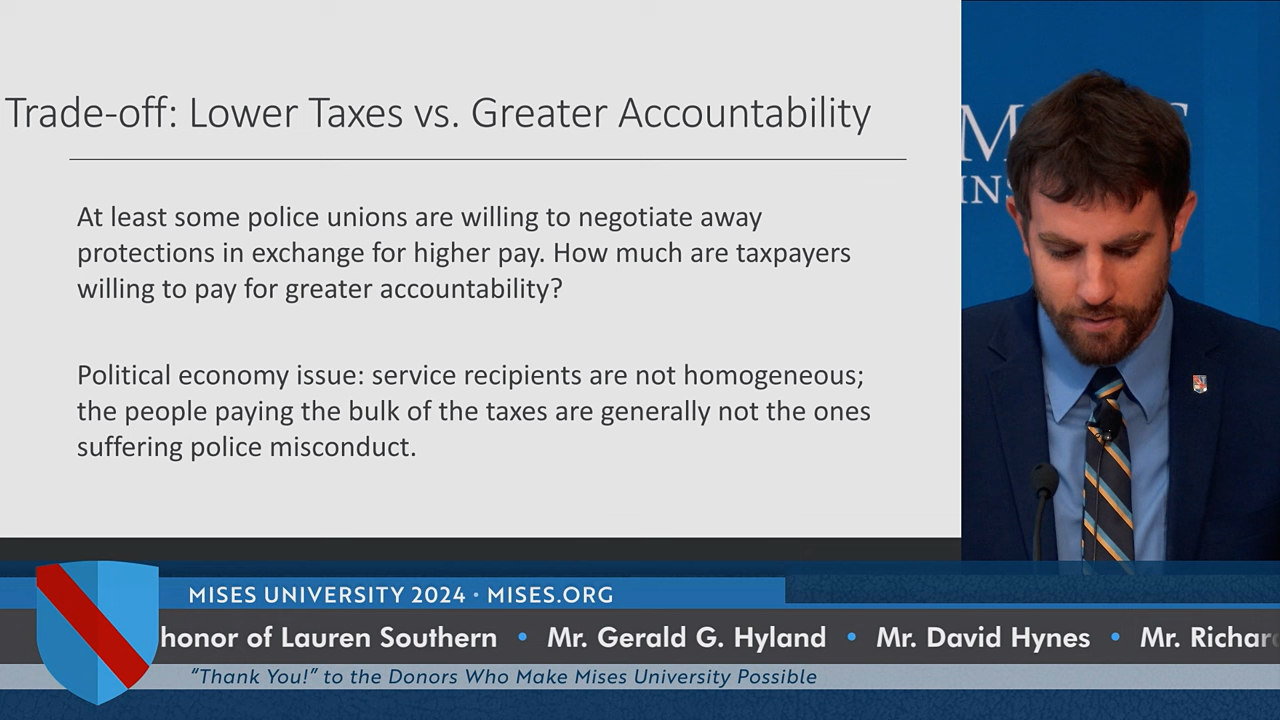 Trade-off: Lower Taxes vs. Greater Accountability
At least some police unions are willing to negotiate away
protections in exchange for higher pay. How much are taxpayers
willing to pay for greater accountability?
Political economy issue: service recipients are not homogeneous;
the people paying the bulk of the taxes are generally not the ones
suffering police misconduct.
MISES UNIVERSITY 2024 • MISES.ORG
honor of Lauren Southern • Mr. Gerald G. Hyland • Mr. David Hynes • Mr.
“Thank You!” to the Donors Who Make Mises University Possible